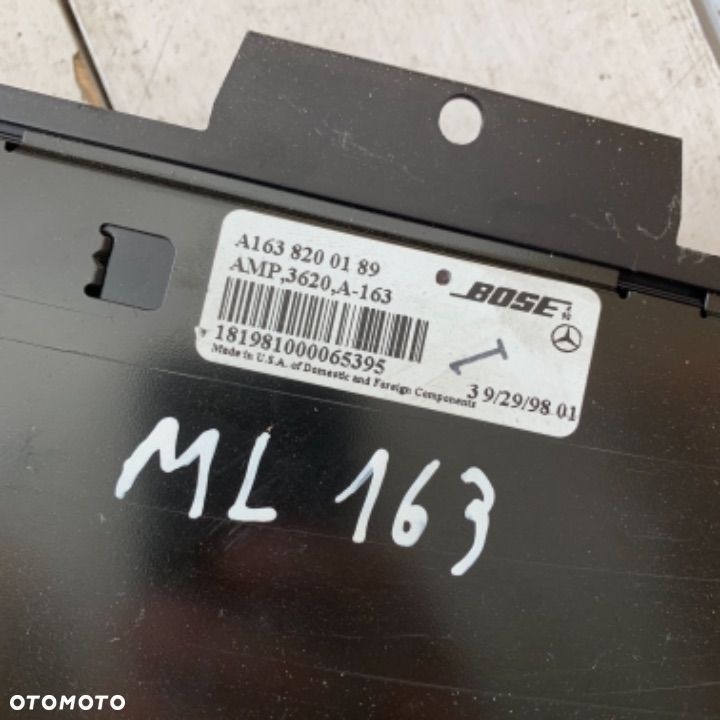 A163 820 01 89
AMP,3620,A-163
BOSE
181981000065395
Made in U.S.A. of Domestic and Foreign Components
3 9/29/98 01
ML 163
OTOMOTO